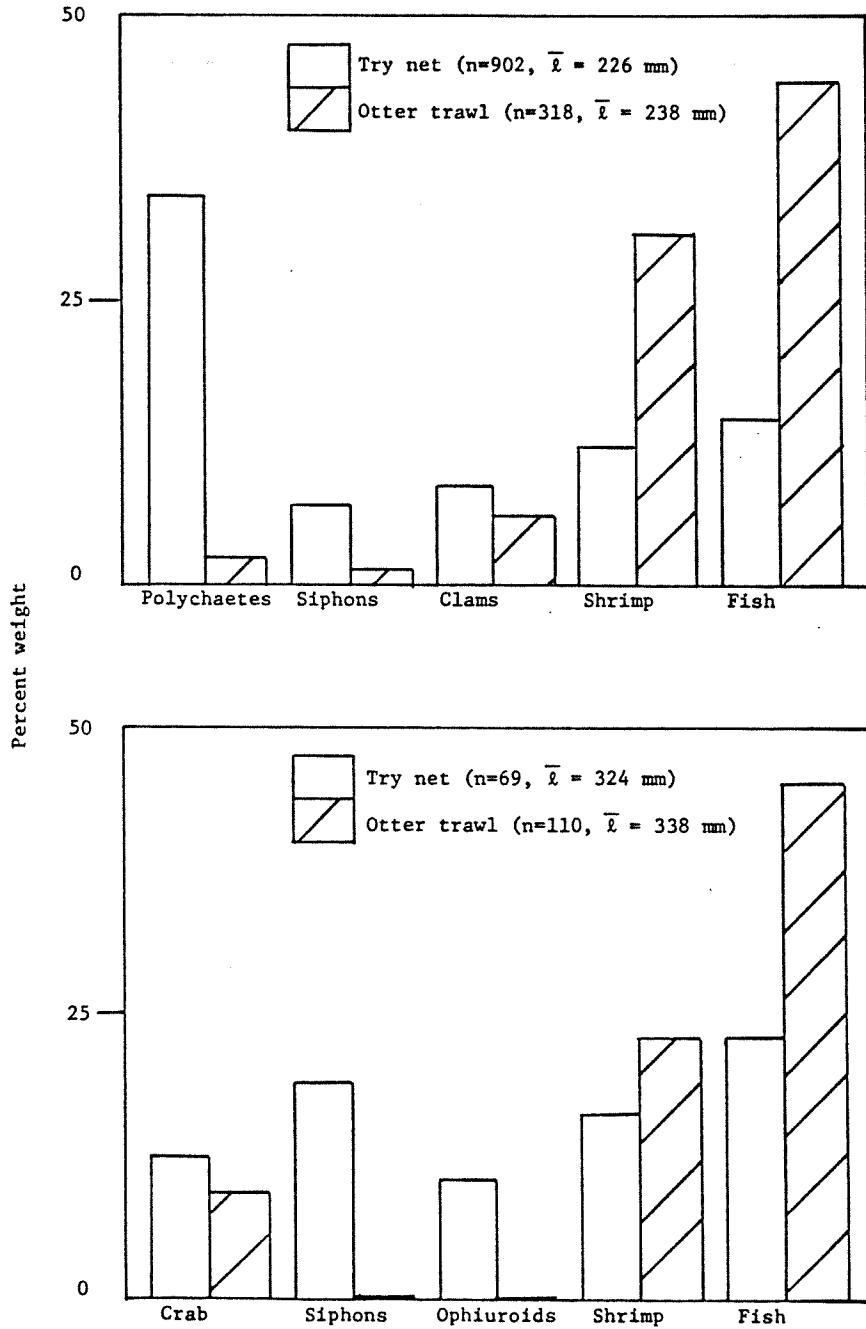 50
Try net (n=902, ℓ̅ = 226 mm)
Otter trawl (n=318, ℓ̅ = 238 mm)
25
0
Polychaetes Siphons Clams Shrimp Fish
Percent weight
50
Try net (n=69, ℓ̅ = 324 mm)
Otter trawl (n=110, ℓ̅ = 338 mm)
25
0
Crab Siphons Ophiuroids Shrimp Fish